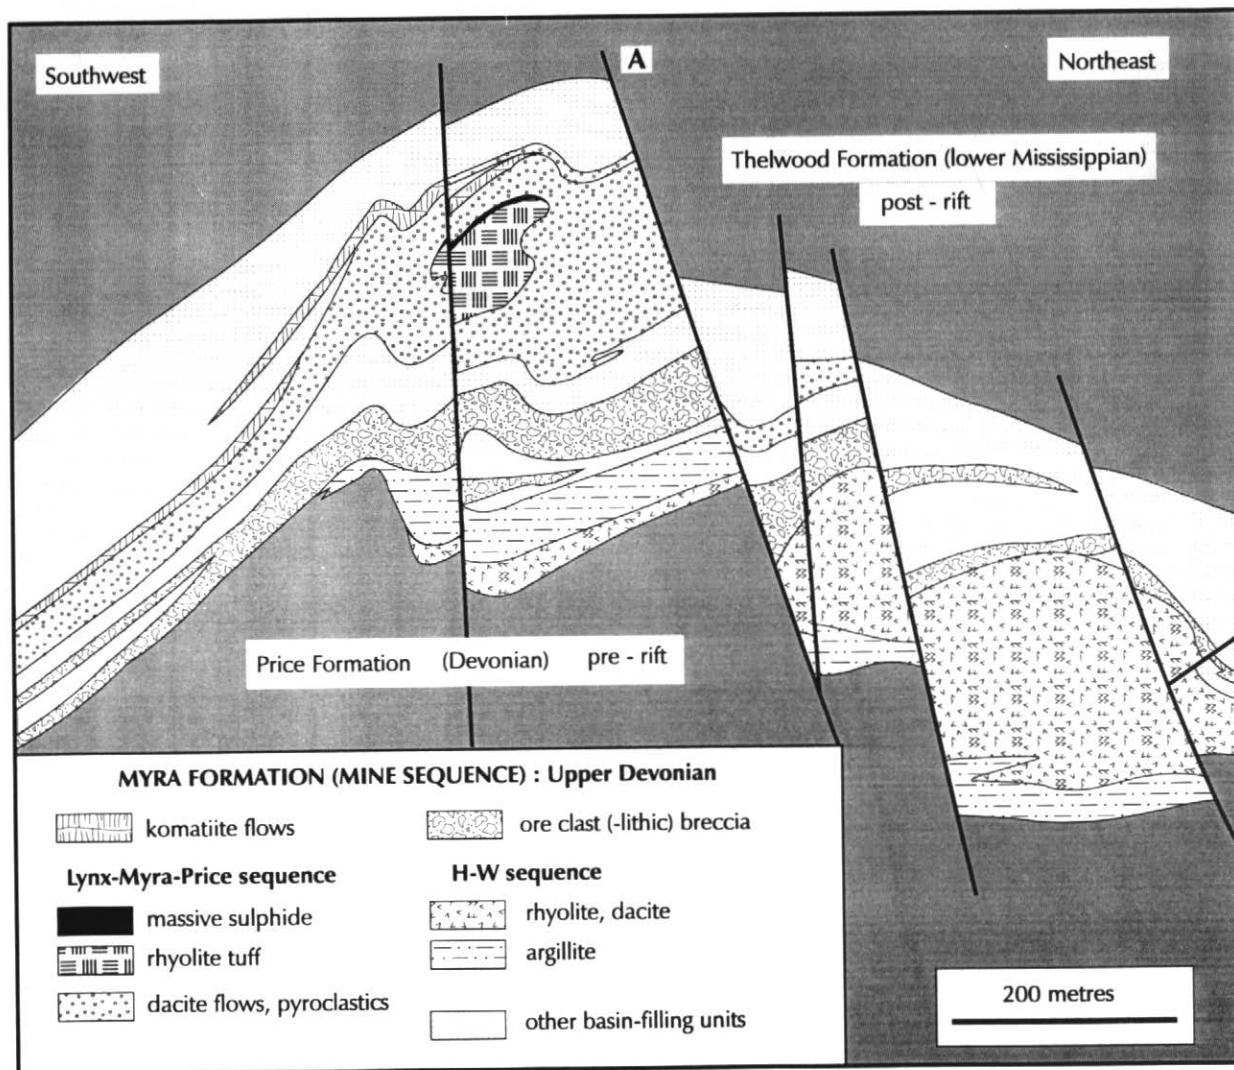 Southwest
A
Northeast
Thelwood Formation (lower Mississippian)
post - rift
Price Formation (Devonian) pre - rift
MYRA FORMATION (MINE SEQUENCE) : Upper Devonian
komatiite flows
ore clast (-lithic) breccia
Lynx-Myra-Price sequence
H-W sequence
massive sulphide
rhyolite, dacite
rhyolite tuff
argillite
dacite flows, pyroclastics
other basin-filling units
200 metres